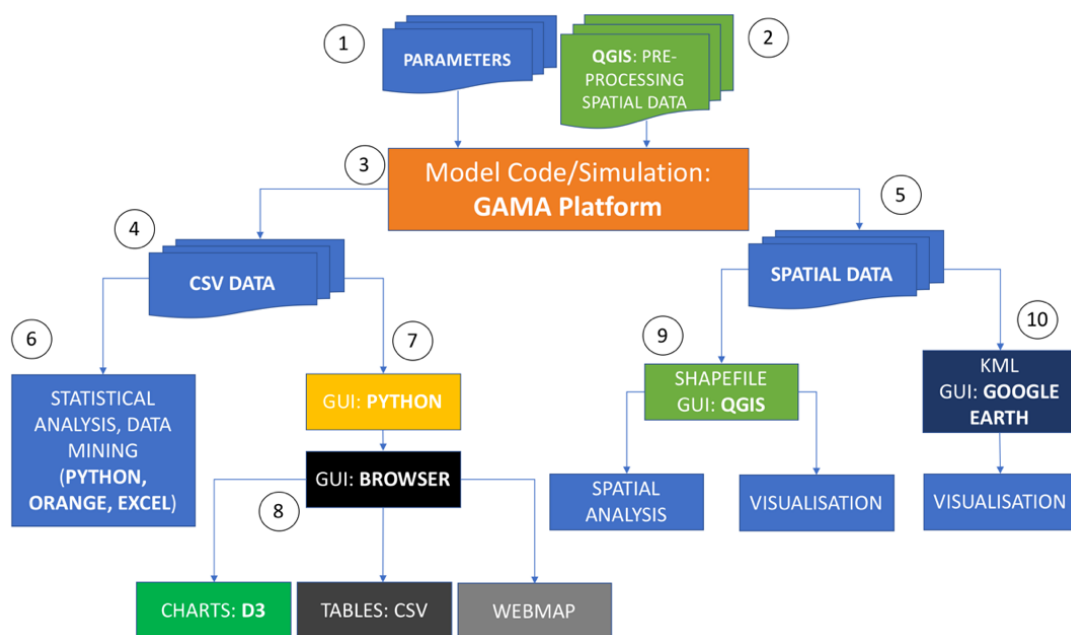 1
PARAMETERS
2
QGIS: PRE-
PROCESSING
SPATIAL DATA
3
Model Code/Simulation:
GAMA Platform
4
CSV DATA
5
SPATIAL DATA
6
STATISTICAL
ANALYSIS, DATA
MINING
(PYTHON,
ORANGE, EXCEL)
7
GUI: PYTHON
GUI: BROWSER
8
CHARTS: D3
TABLES: CSV
WEBMAP
9
SHAPEFILE
GUI: QGIS
SPATIAL
ANALYSIS
VISUALISATION
10
KML
GUI: GOOGLE
EARTH
VISUALISATION